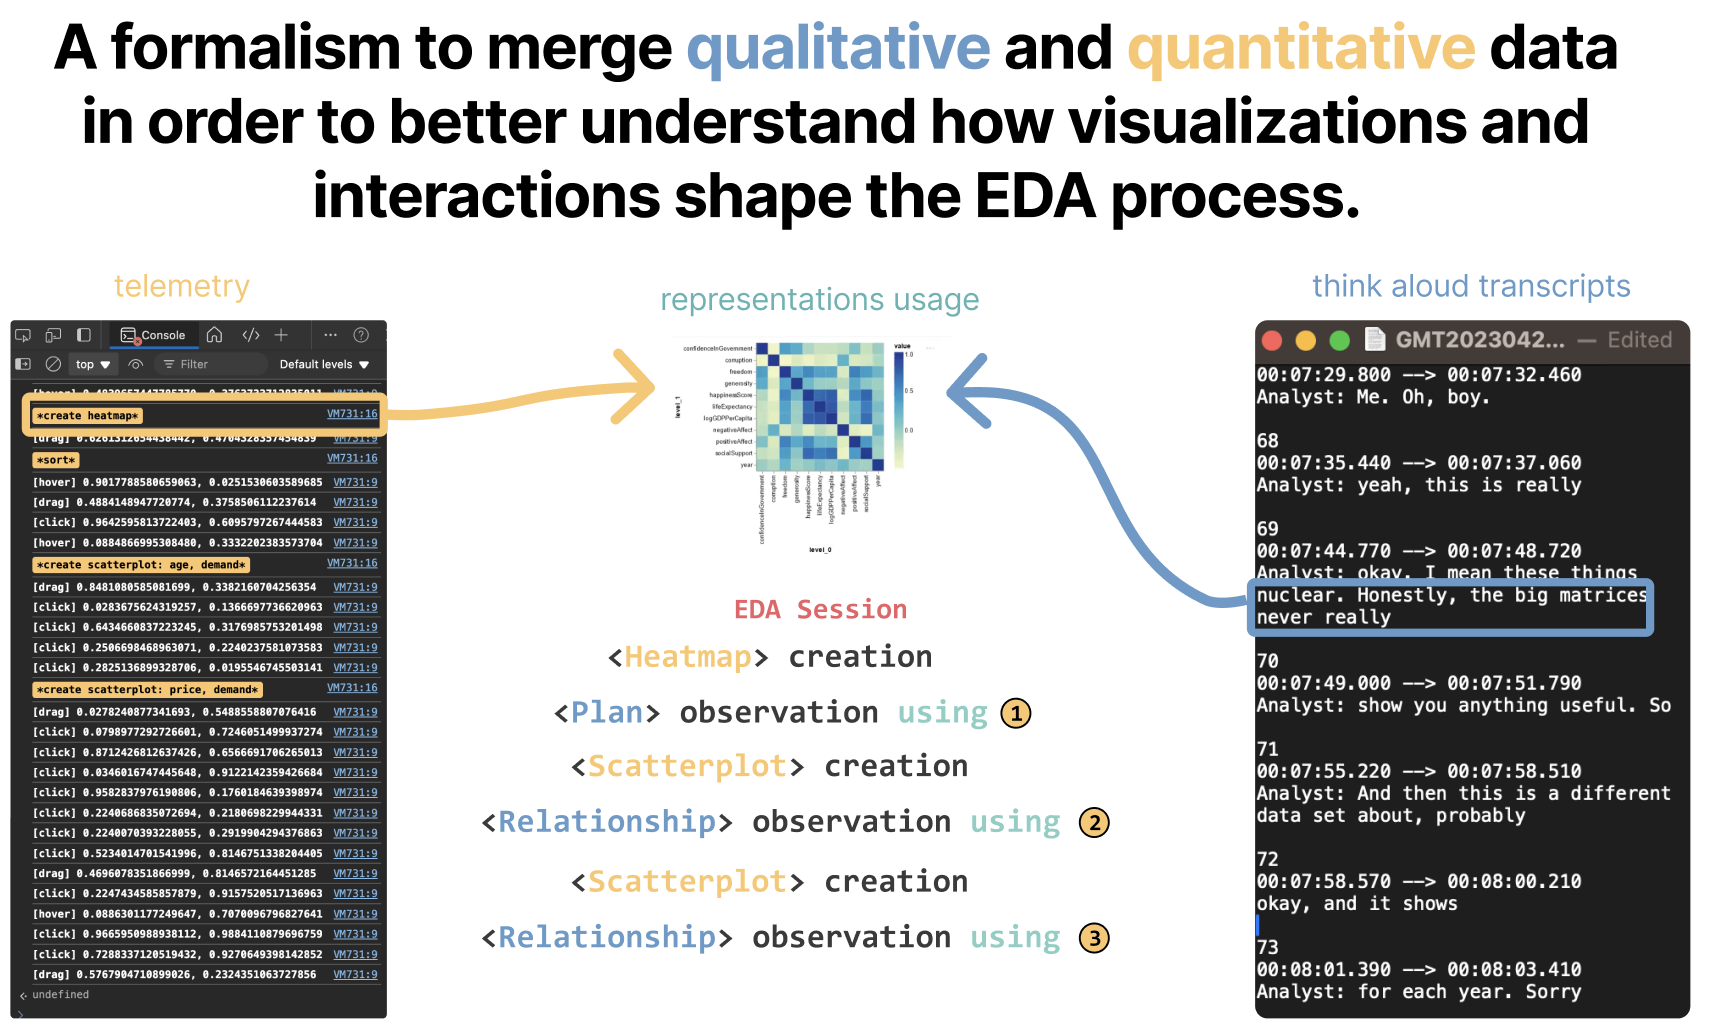 A formalism to merge qualitative and quantitative data
in order to better understand how visualizations and
interactions shape the EDA process.
telemetry
Console
top
Filter
Default levels
VM731:9
*create heatmap* VM731:16
[drag] 0.6261312654438442, 0.4704328357454839 VM731:9
*sort* VM731:16
[hover] 0.9017788580659063, 0.0251530603589685 VM731:9
[drag] 0.4884148947720774, 0.3758506112237614 VM731:9
[click] 0.9642595813722403, 0.6095797267444583 VM731:9
[hover] 0.0884866995308480, 0.3332202383573704 VM731:9
*create scatterplot: age, demand* VM731:16
[drag] 0.8481080585081699, 0.3382160704256354 VM731:9
[click] 0.0283675624319257, 0.1366697736620963 VM731:9
[click] 0.6434660837223245, 0.3176985753201498 VM731:9
[click] 0.2506698468963071, 0.2240237581073583 VM731:9
[click] 0.2825136899328706, 0.0195546745503141 VM731:9
*create scatterplot: price, demand* VM731:16
[drag] 0.0278240877341693, 0.5488558807076416 VM731:9
[click] 0.0798977292726601, 0.7246051499937274 VM731:9
[click] 0.8712426812637426, 0.6566691706265013 VM731:9
[click] 0.0346016747445648, 0.9122142359426684 VM731:9
[click] 0.9582837976190806, 0.1760184639398974 VM731:9
[click] 0.2240686835072694, 0.2180698229944331 VM731:9
[click] 0.2240070393228055, 0.2919904294376863 VM731:9
[click] 0.5234014701541996, 0.8146751338204405 VM731:9
[drag] 0.4696078351866999, 0.8146572164451285 VM731:9
[click] 0.2247434585857879, 0.9157520517136963 VM731:9
[hover] 0.0886301177249647, 0.7070096796827641 VM731:9
[click] 0.9665950988938112, 0.9884110879696759 VM731:9
[click] 0.7288337120519432, 0.9270649398142852 VM731:9
[drag] 0.5767904710899026, 0.2324351063727856 VM731:9
undefined
representations usage
confidenceInGovernment
corruption
freedom
generosity
happinessScore
lifeExpectancy
logGDPPerCapita
negativeAffect
positiveAffect
socialSupport
year
level_1
confidenceInGovernment
corruption
freedom
generosity
happinessScore
lifeExpectancy
logGDPPerCapita
negativeAffect
positiveAffect
socialSupport
year
level_0
value
1.0
0.5
0.0
EDA Session
<Heatmap> creation
<Plan> observation using 1
<Scatterplot> creation
<Relationship> observation using 2
<Scatterplot> creation
<Relationship> observation using 3
think aloud transcripts
GMT2023042... — Edited
00:07:29.800 --> 00:07:32.460
Analyst: Me. Oh, boy.
68
00:07:35.440 --> 00:07:37.060
Analyst: yeah, this is really
69
00:07:44.770 --> 00:07:48.720
Analyst: okay. I mean these things
nuclear. Honestly, the big matrices
never really
70
00:07:49.000 --> 00:07:51.790
Analyst: show you anything useful. So
71
00:07:55.220 --> 00:07:58.510
Analyst: And then this is a different
data set about, probably
72
00:07:58.570 --> 00:08:00.210
okay, and it shows
73
00:08:01.390 --> 00:08:03.410
Analyst: for each year. Sorry